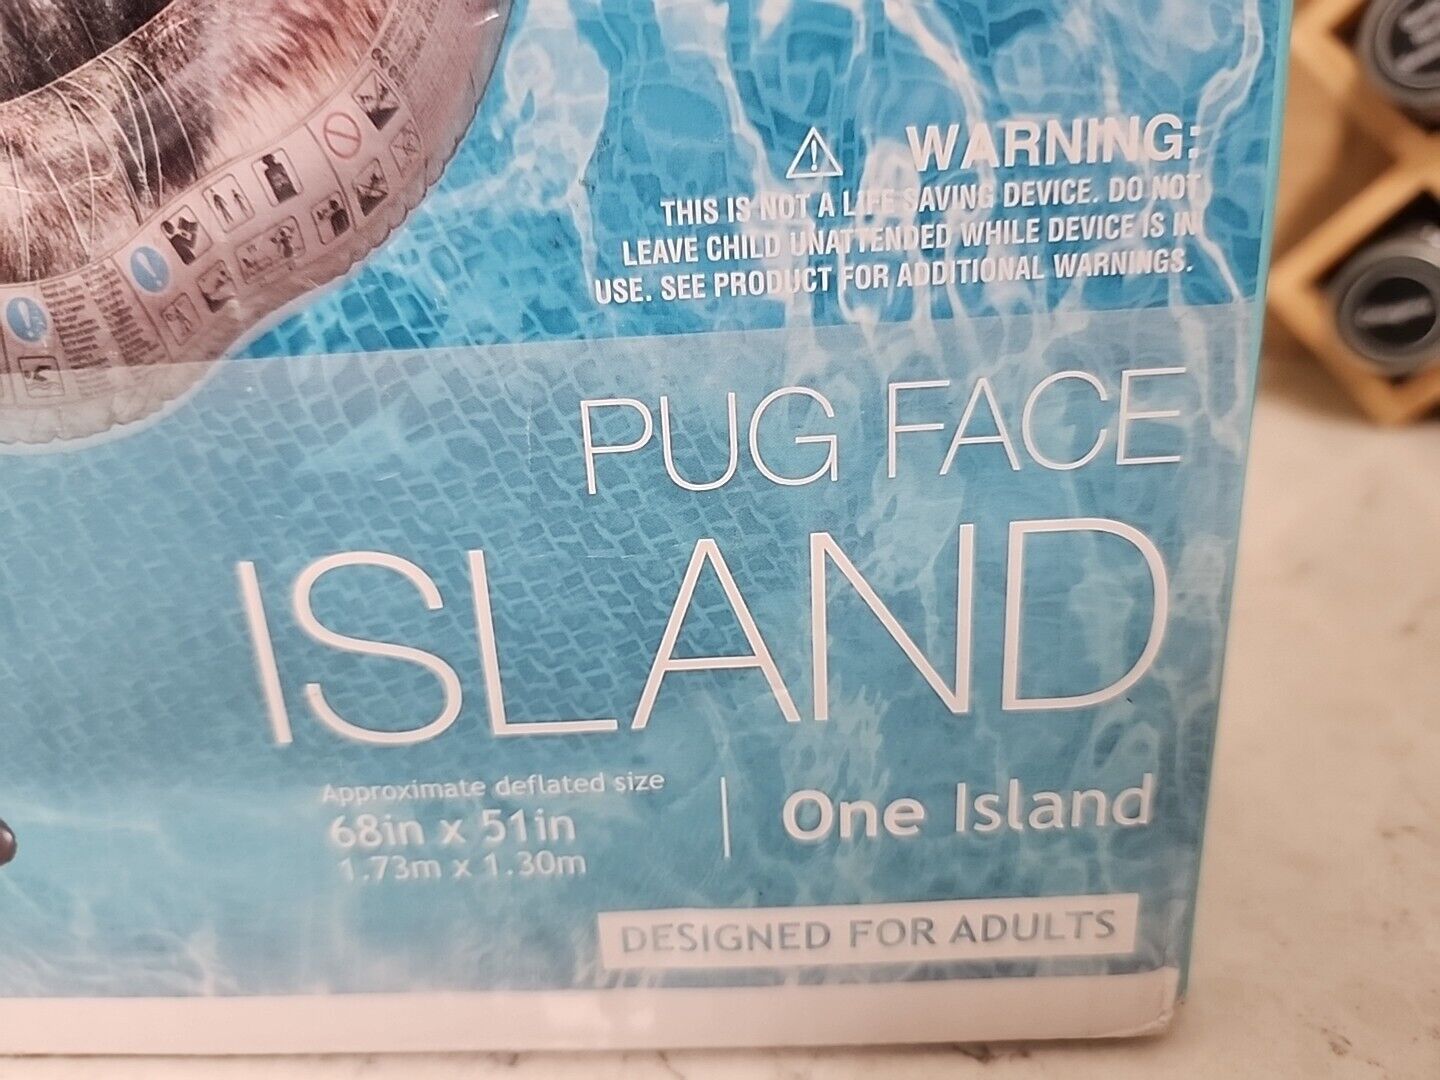 WARNING:
THIS IS NOT A LIFE SAVING DEVICE. DO NOT
LEAVE CHILD UNATTENDED WHILE DEVICE IS IN
USE. SEE PRODUCT FOR ADDITIONAL WARNINGS.
PUG FACE
ISLAND
Approximate deflated size
68in x 51in
1.73m x 1.30m
One Island
DESIGNED FOR ADULTS